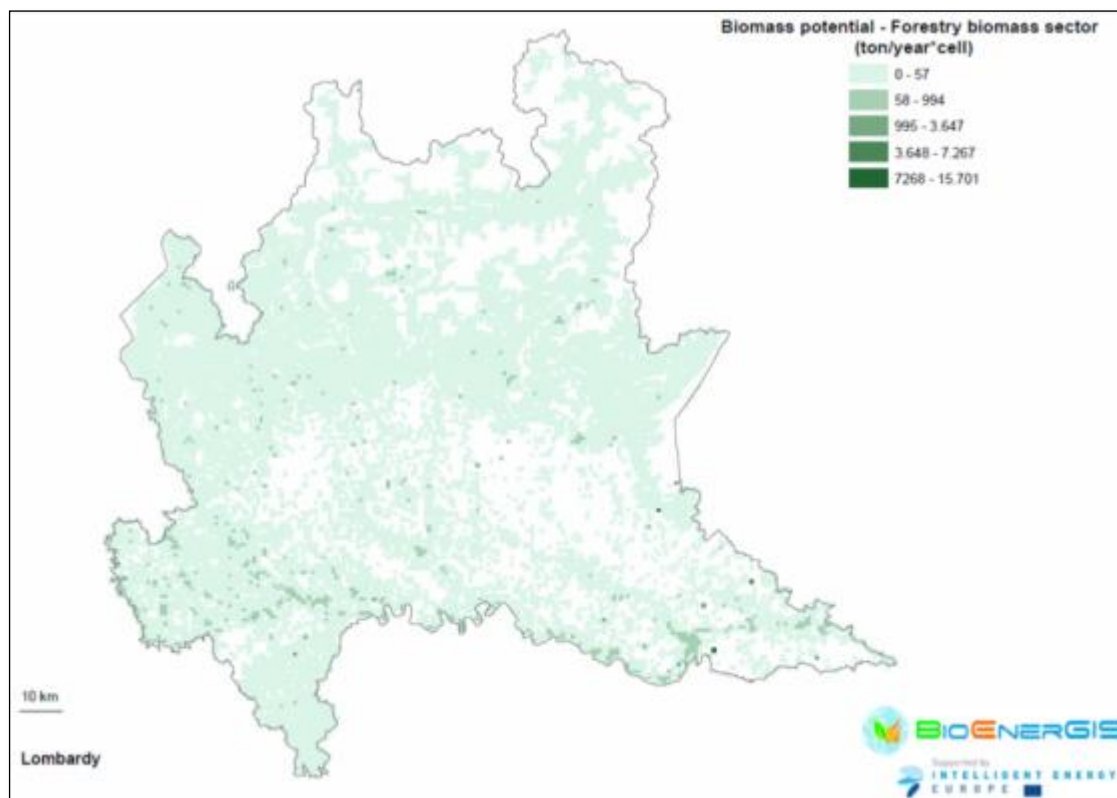 Biomass potential - Forestry biomass sector
(ton/year*cell)
0 - 57
58 - 994
995 - 3.647
3.648 - 7.267
7268 - 15.701
10 km
Lombardy
BIOENERGIS
Supported by
INTELLIGENT ENERGY
EUROPE